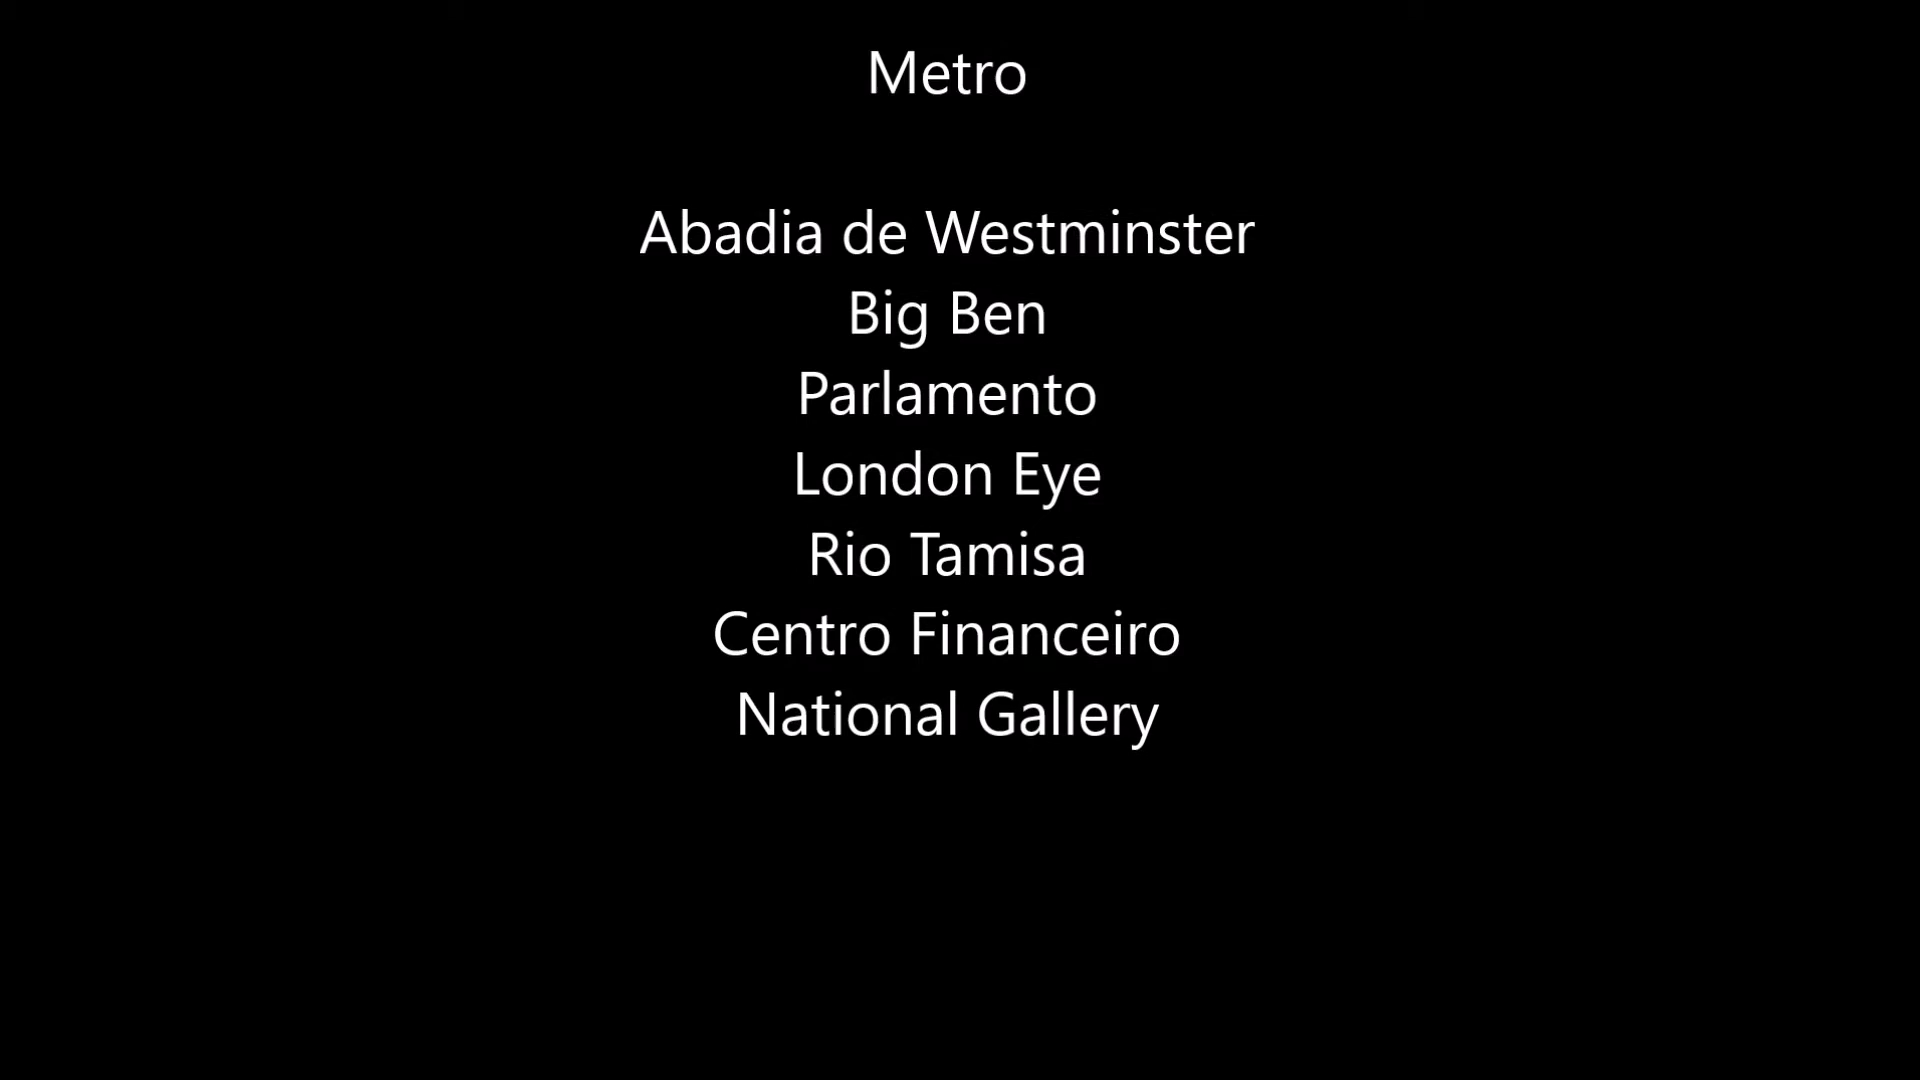 Metro
Abadia de Westminster
Big Ben
Parlamento
London Eye
Rio Tamisa
Centro Financeiro
National Gallery